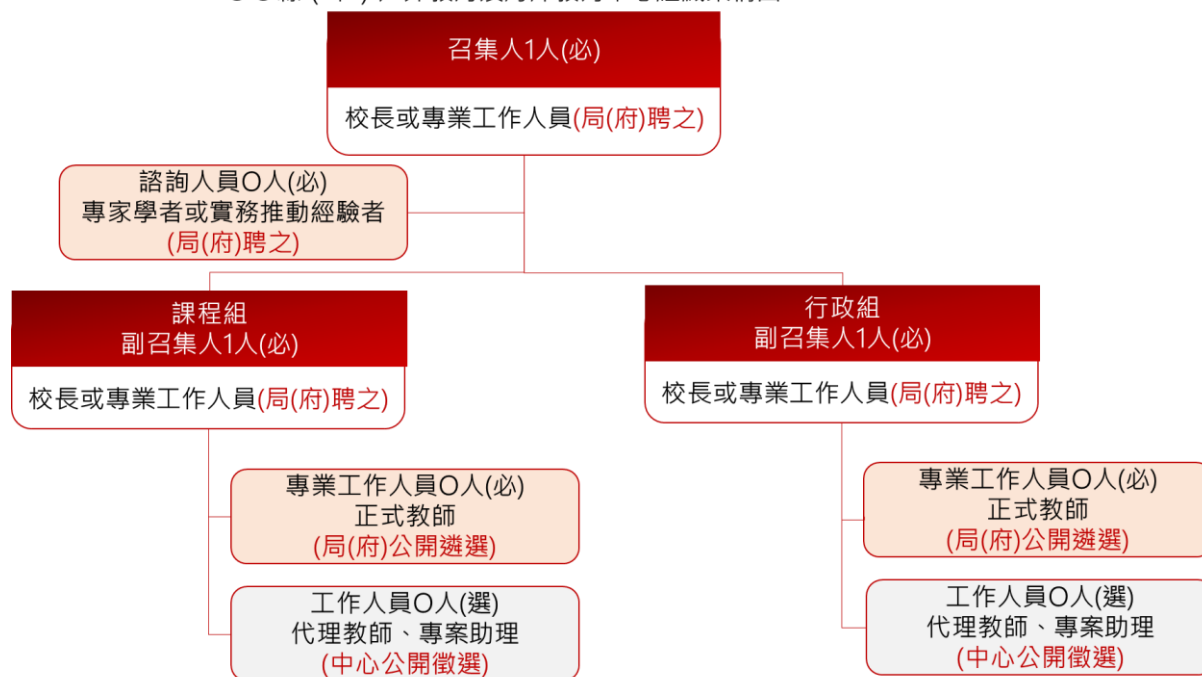 召集人1人(必)
校長或專業工作人員(局(府)聘之)
諮詢人員O人(必)
專家學者或實務推動經驗者
(局(府)聘之)
課程組
副召集人1人(必)
校長或專業工作人員(局(府)聘之)
專業工作人員O人(必)
正式教師
(局(府)公開遴選)
工作人員O人(選)
代理教師、專案助理
(中心公開徵選)
行政組
副召集人1人(必)
校長或專業工作人員(局(府)聘之)
專業工作人員O人(必)
正式教師
(局(府)公開遴選)
工作人員O人(選)
代理教師、專案助理
(中心公開徵選)